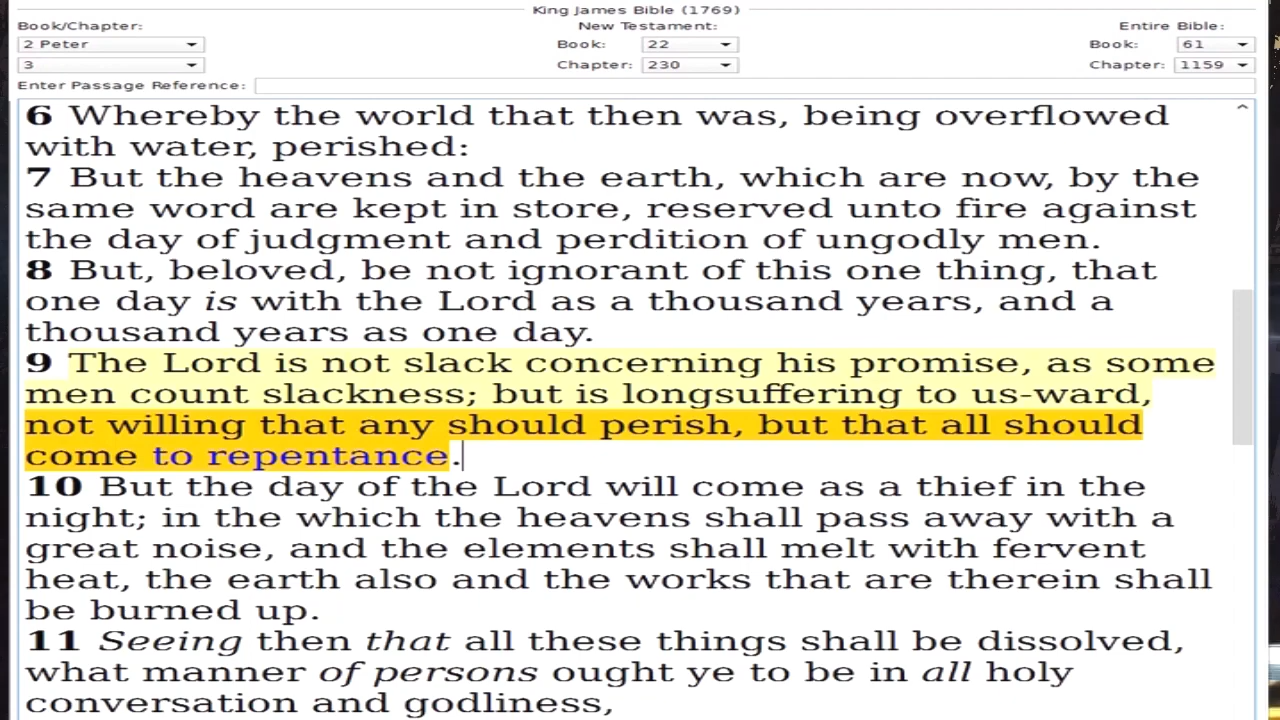 King James Bible (1769)
Book/Chapter: New Testament: Entire Bible:
2 Peter Book: 22 Book: 61
3 Chapter: 230 Chapter: 1159
Enter Passage Reference:
6 Whereby the world that then was, being overflowed
with water, perished:
7 But the heavens and the earth, which are now, by the
same word are kept in store, reserved unto fire against
the day of judgment and perdition of ungodly men.
8 But, beloved, be not ignorant of this one thing, that
one day is with the Lord as a thousand years, and a
thousand years as one day.
9 The Lord is not slack concerning his promise, as some
men count slackness; but is longsuffering to us-ward,
not willing that any should perish, but that all should
come to repentance.
10 But the day of the Lord will come as a thief in the
night; in the which the heavens shall pass away with a
great noise, and the elements shall melt with fervent
heat, the earth also and the works that are therein shall
be burned up.
11 Seeing then that all these things shall be dissolved,
what manner of persons ought ye to be in all holy
conversation and godliness,